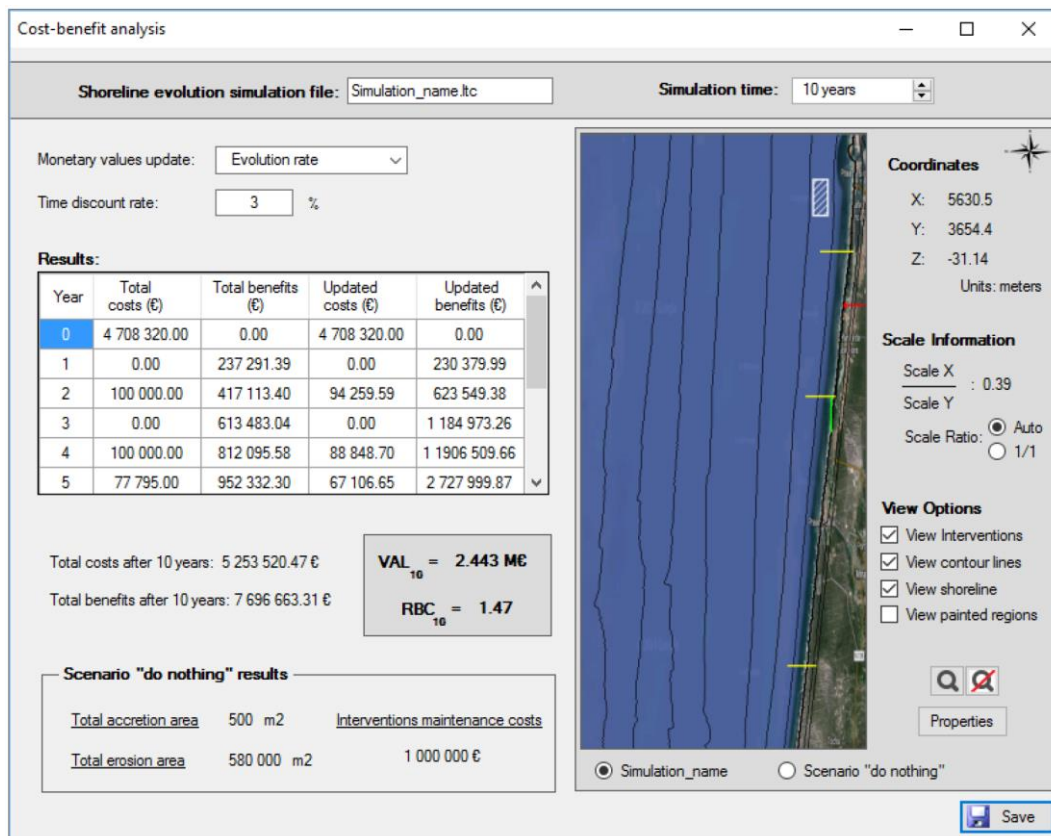 Cost-benefit analysis
Shoreline evolution simulation file: Simulation_name.ltc Simulation time: 10 years
Monetary values update: Evolution rate
Time discount rate: 3 %
Results:
Year Total costs (€) Total benefits (€) Updated costs (€) Updated benefits (€)
0 4 708 320.00 0.00 4 708 320.00 0.00
1 0.00 237 291.39 0.00 230 379.99
2 100 000.00 417 113.40 94 259.59 623 549.38
3 0.00 613 483.04 0.00 1 184 973.26
4 100 000.00 812 095.58 88 848.70 1 1906 509.66
5 77 795.00 952 332.30 67 106.65 2 727 999.87
Total costs after 10 years: 5 253 520.47 €
Total benefits after 10 years: 7 696 663.31 €
VAL10 = 2.443 M€
RBC10 = 1.47
Scenario "do nothing" results
Total accretion area 500 m2 Interventions maintenance costs
Total erosion area 580 000 m2 1 000 000 €
Coordinates
X: 5630.5
Y: 3654.4
Z: -31.14
Units: meters
Scale Information
Scale X
Scale Y
: 0.39
Scale Ratio: Auto
1/1
View Options
View Interventions
View contour lines
View shoreline
View painted regions
Properties
Simulation_name Scenario "do nothing"
Save